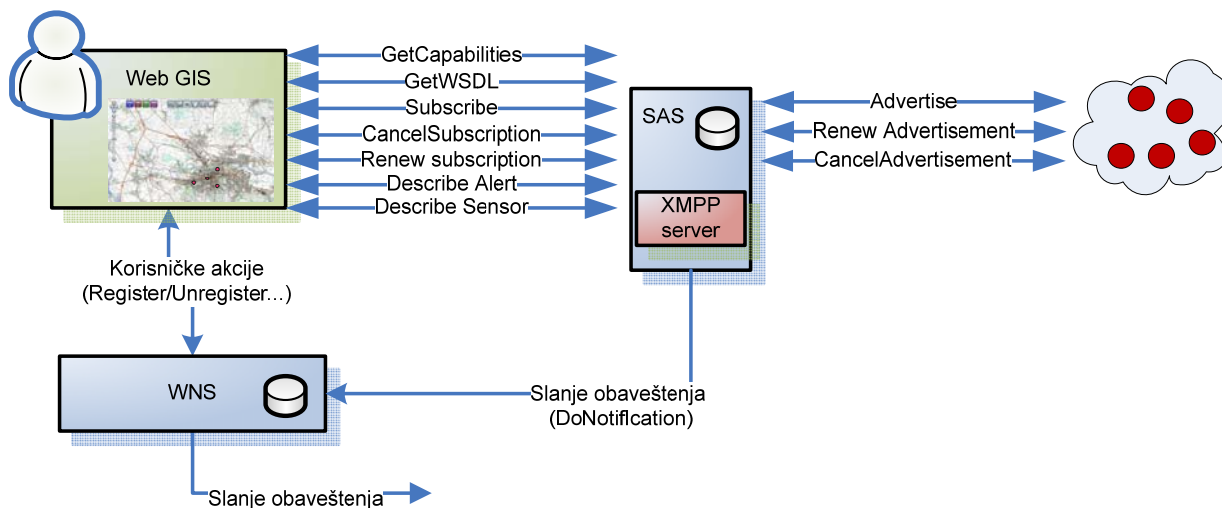 Web GIS
GetCapabilities
GetWSDL
Subscribe
CancelSubscription
Renew subscription
Describe Alert
Describe Sensor
SAS
XMPP
server
Advertise
Renew Advertisement
CancelAdvertisement
Korisničke akcije
(Register/Unregister...)
WNS
Slanje obaveštenja
(DoNotifIcation)
Slanje obaveštenja